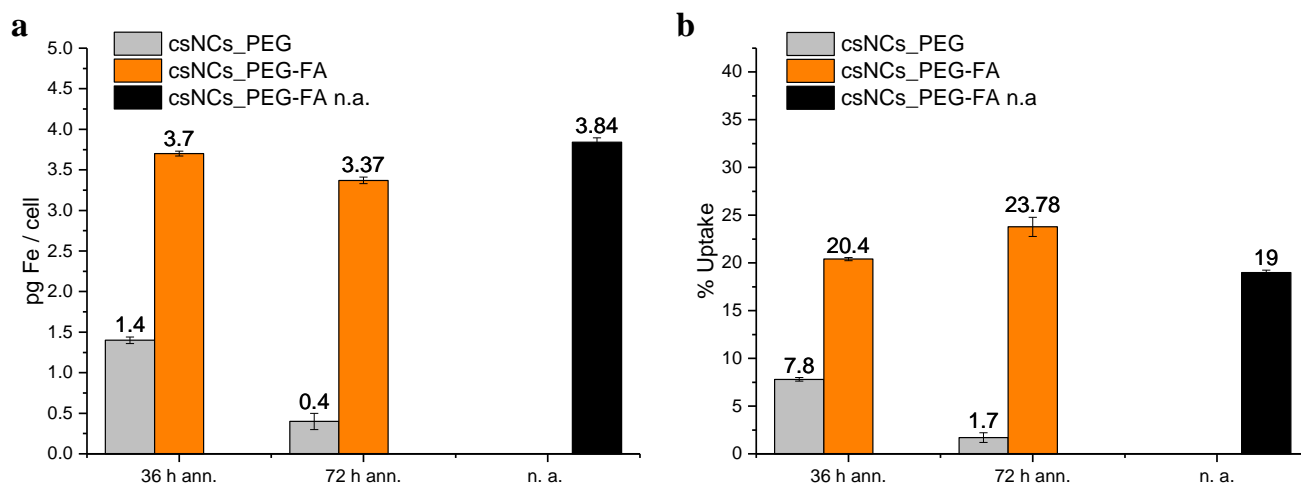 a
csNCs_PEG
csNCs_PEG-FA
csNCs_PEG-FA n.a.
pg Fe / cell
5.0
4.5
4.0
3.5
3.0
2.5
2.0
1.5
1.0
0.5
0.0
1.4
3.7
0.4
3.37
3.84
36 h ann.
72 h ann.
n. a.
b
csNCs_PEG
csNCs_PEG-FA
csNCs_PEG-FA n.a
% Uptake
40
35
30
25
20
15
10
5
0
7.8
20.4
1.7
23.78
19
36 h ann.
72 h ann.
n. a.